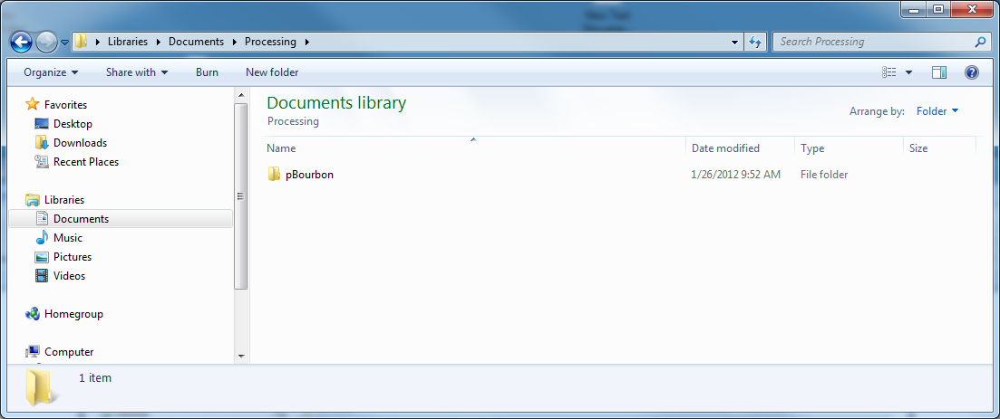 Libraries Documents Processing Search Processing
Organize Share with Burn New folder
Favorites
Desktop
Downloads
Recent Places
Libraries
Documents
Music
Pictures
Videos
Homegroup
Computer
Documents library
Processing
Arrange by: Folder
Name Date modified Type Size
pBourbon 1/26/2012 9:52 AM File folder
1 item